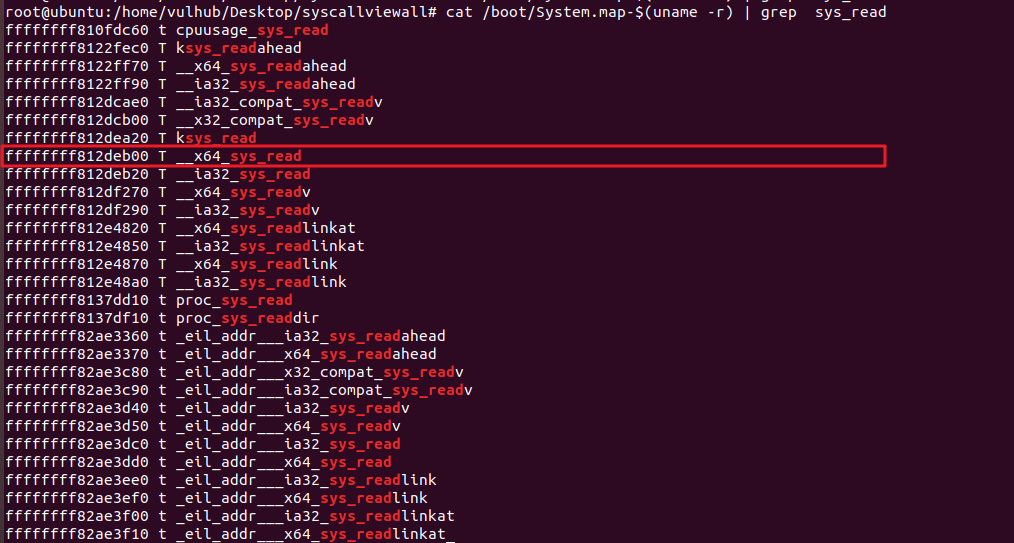 root@ubuntu:/home/vulhub/Desktop/syscallviewall# cat /boot/System.map-$(uname -r) | grep  sys_read
ffffffff810fdc60 t cpuusage_sys_read
ffffffff8122fec0 T ksys_readahead
ffffffff8122ff70 T __x64_sys_readahead
ffffffff8122ff90 T __ia32_sys_readahead
ffffffff812dcae0 T __ia32_compat_sys_readv
ffffffff812dcb00 T __x32_compat_sys_readv
ffffffff812dea20 T ksys_read
ffffffff812deb00 T __x64_sys_read
ffffffff812deb20 T __ia32_sys_read
ffffffff812df270 T __x64_sys_readv
ffffffff812df290 T __ia32_sys_readv
ffffffff812e4820 T __x64_sys_readlinkat
ffffffff812e4850 T __ia32_sys_readlinkat
ffffffff812e4870 T __x64_sys_readlink
ffffffff812e48a0 T __ia32_sys_readlink
ffffffff8137dd10 t proc_sys_read
ffffffff8137df10 t proc_sys_readdir
ffffffff82ae3360 t _eil_addr___ia32_sys_readahead
ffffffff82ae3370 t _eil_addr___x64_sys_readahead
ffffffff82ae3c80 t _eil_addr___x32_compat_sys_readv
ffffffff82ae3c90 t _eil_addr___ia32_compat_sys_readv
ffffffff82ae3d40 t _eil_addr___ia32_sys_readv
ffffffff82ae3d50 t _eil_addr___x64_sys_readv
ffffffff82ae3dc0 t _eil_addr___ia32_sys_read
ffffffff82ae3dd0 t _eil_addr___x64_sys_read
ffffffff82ae3ee0 t _eil_addr___ia32_sys_readlink
ffffffff82ae3ef0 t _eil_addr___x64_sys_readlink
ffffffff82ae3f00 t _eil_addr___ia32_sys_readlinkat
ffffffff82ae3f10 t _eil_addr___x64_sys_readlinkat